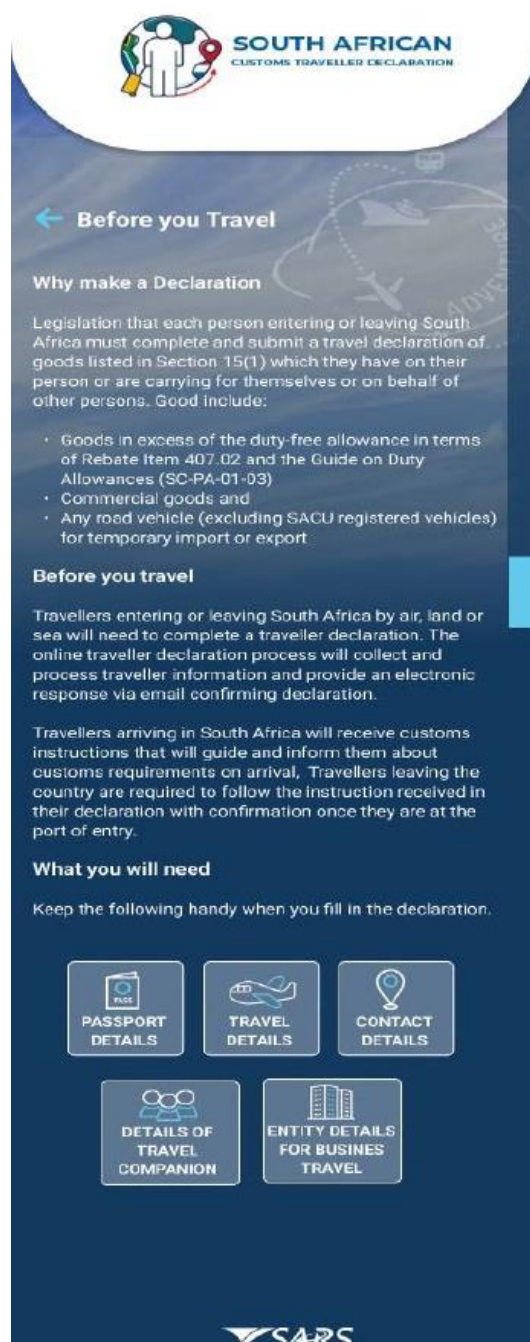 SOUTH AFRICAN
CUSTOMS TRAVELLER DECLARATION
Before you Travel
ADVENTURE
Why make a Declaration
Legislation that each person entering or leaving South
Africa must complete and submit a travel declaration of
goods listed in Section 15(1) which they have on their
person or are carrying for themselves or on behalf of
other persons. Good include:
· Goods in excess of the duty-free allowance in terms
of Rebate Item 407.02 and the Guide on Duty
Allowances (SC-PA-01-03)
· Commercial goods and
· Any road vehicle (excluding SACU registered vehicles)
for temporary import or export
Before you travel
Travellers entering or leaving South Africa by air, land or
sea will need to complete a traveller declaration. The
online traveller declaration process will collect and
process traveller information and provide an electronic
response via email confirming declaration.
Travellers arriving in South Africa will receive customs
instructions that will guide and inform them about
customs requirements on arrival, Travellers leaving the
country are required to follow the instruction received in
their declaration with confirmation once they are at the
port of entry.
What you will need
Keep the following handy when you fill in the declaration.
PASS
PASSPORT
DETAILS
TRAVEL
DETAILS
CONTACT
DETAILS
DETAILS OF
TRAVEL
COMPANION
ENTITY DETAILS
FOR BUSINES
TRAVEL
SARS